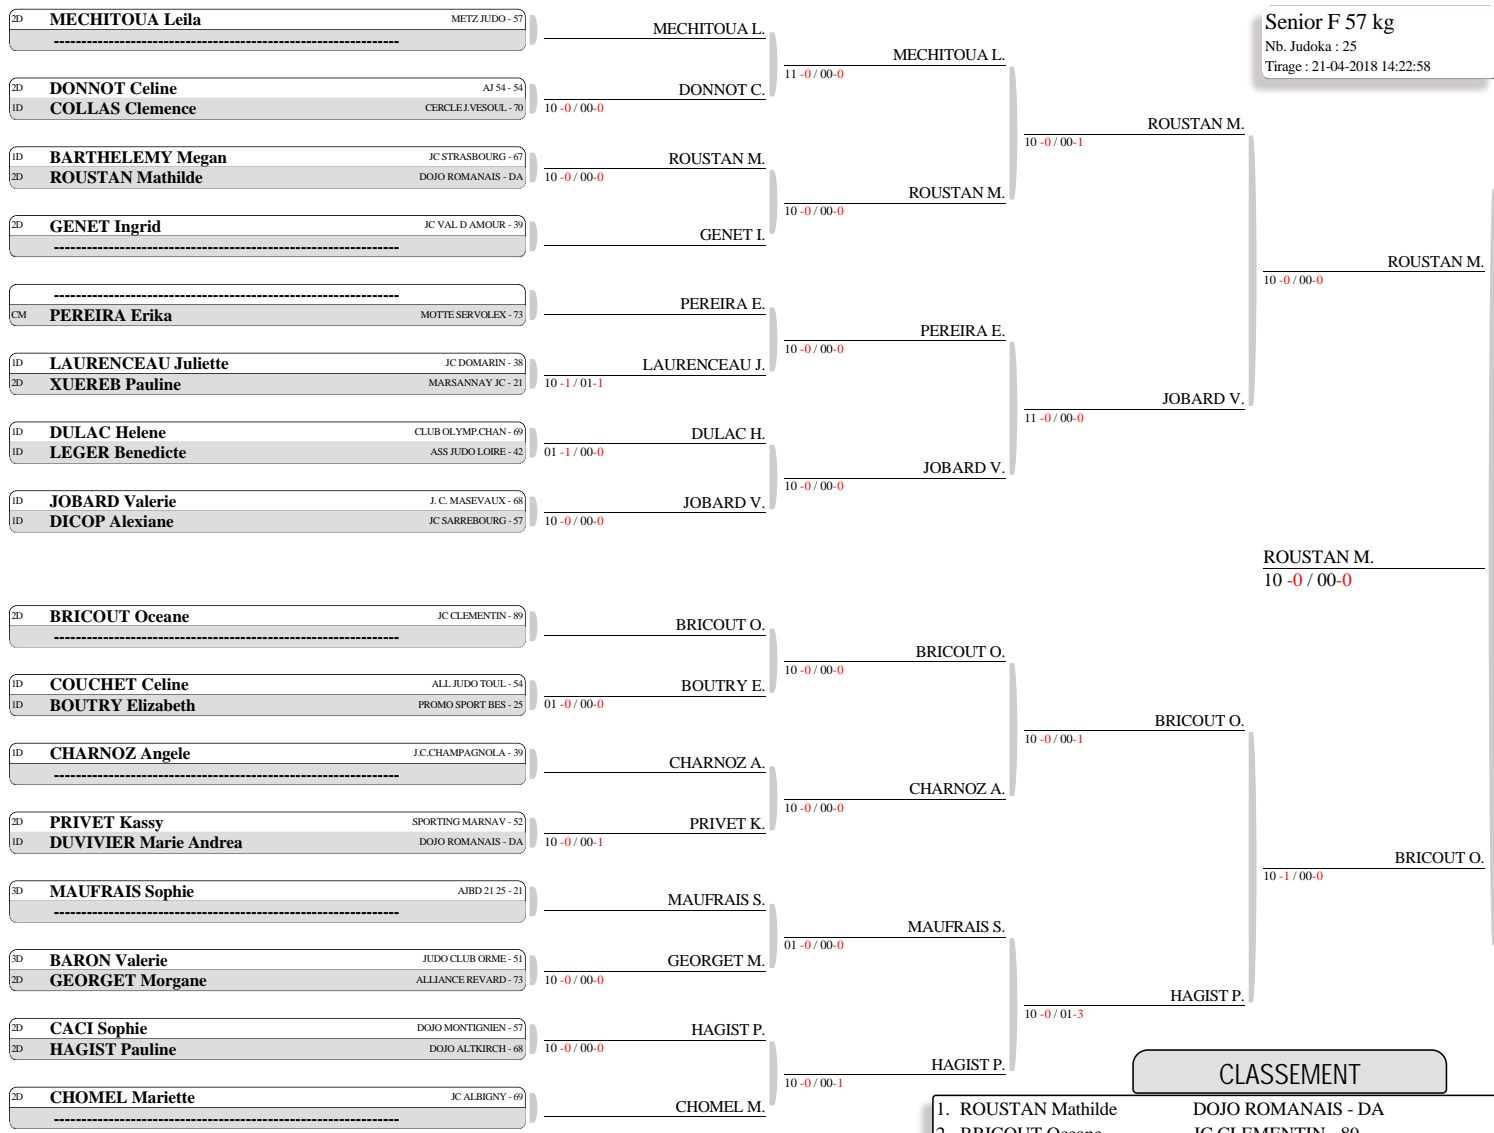 Senior F 57 kg
Nb. Judoka : 25
Tirage : 21-04-2018 14:22:58
2D MECHITOUA Leila METZ JUDO - 57
----------------------------------------------------------------
2D DONNOT Celine AJ 54 - 54
1D COLLAS Clemence CERCLE J.VESOUL - 70
1D BARTHELEMY Megan JC STRASBOURG - 67
2D ROUSTAN Mathilde DOJO ROMANAIS - DA
2D GENET Ingrid JC VAL D AMOUR - 39
----------------------------------------------------------------
----------------------------------------------------------------
CM PEREIRA Erika MOTTE SERVOLEX - 73
1D LAURENCEAU Juliette JC DOMARIN - 38
2D XUEREB Pauline MARSANNAY JC - 21
1D DULAC Helene CLUB OLYMP.CHAN - 69
1D LEGER Benedicte ASS JUDO LOIRE - 42
1D JOBARD Valerie J. C. MASEVAUX - 68
1D DICOP Alexiane JC SARREBOURG - 57
2D BRICOUT Oceane JC CLEMENTIN - 89
----------------------------------------------------------------
1D COUCHET Celine ALL JUDO TOUL - 54
1D BOUTRY Elizabeth PROMO SPORT BES - 25
1D CHARNOZ Angele J.C.CHAMPAGNOLA - 39
----------------------------------------------------------------
2D PRIVET Kassy SPORTING MARNAV - 52
1D DUVIVIER Marie Andrea DOJO ROMANAIS - DA
3D MAUFRAIS Sophie AJBD 21 25 - 21
----------------------------------------------------------------
3D BARON Valerie JUDO CLUB ORME - 51
2D GEORGET Morgane ALLIANCE REVARD - 73
2D CACI Sophie DOJO MONTIGNIEN - 57
2D HAGIST Pauline DOJO ALTKIRCH - 68
2D CHOMEL Mariette JC ALBIGNY - 69
----------------------------------------------------------------
MECHITOUA L.
DONNOT C.
10 -0 / 00-0
ROUSTAN M.
10 -0 / 00-0
GENET I.
PEREIRA E.
LAURENCEAU J.
10 -1 / 01-1
DULAC H.
01 -1 / 00-0
JOBARD V.
10 -0 / 00-0
BRICOUT O.
BOUTRY E.
01 -0 / 00-0
CHARNOZ A.
PRIVET K.
10 -0 / 00-1
MAUFRAIS S.
GEORGET M.
10 -0 / 00-0
HAGIST P.
10 -0 / 00-0
CHOMEL M.
MECHITOUA L.
11 -0 / 00-0
ROUSTAN M.
10 -0 / 00-0
PEREIRA E.
10 -0 / 00-0
JOBARD V.
10 -0 / 00-0
BRICOUT O.
10 -0 / 00-0
CHARNOZ A.
10 -0 / 00-0
MAUFRAIS S.
01 -0 / 00-0
HAGIST P.
10 -0 / 00-1
ROUSTAN M.
10 -0 / 00-1
JOBARD V.
11 -0 / 00-0
BRICOUT O.
10 -0 / 00-1
HAGIST P.
10 -0 / 01-3
ROUSTAN M.
10 -0 / 00-0
BRICOUT O.
10 -1 / 00-0
ROUSTAN M.
10 -0 / 00-0
CLASSEMENT
1. ROUSTAN Mathilde DOJO ROMANAIS - DA
2. BRICOUT Oceane JC CLEMENTIN - 89